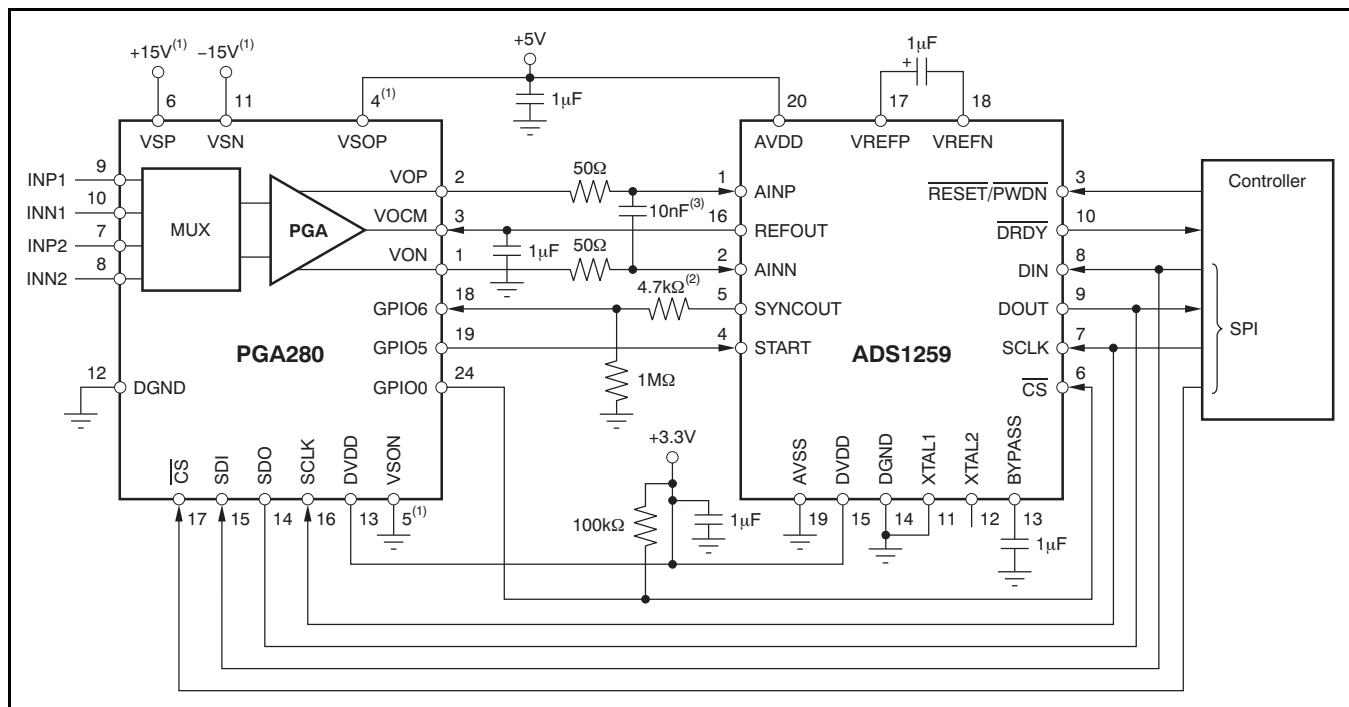 +15V(1)
−15V(1)
+5V
1μF
+
6
11
4(1)
1μF
20
17
18
VSP
VSN
VSOP
AVDD
VREFP
VREFN
INP1
9
INN1
10
INP2
7
INN2
8
MUX
PGA
VOP
2
50Ω
1
AINP
VOCM
3
10nF(3)
16
REFOUT
1μF
VON
1
50Ω
2
AINN
GPIO6
18
4.7kΩ(2)
5
SYNCOUT
GPIO5
19
4
START
GPIO0
24
1MΩ
PGA280
ADS1259
12
DGND
RESET/PWDN
3
DRDY
10
DIN
8
DOUT
9
SCLK
7
CS
6
Controller
SPI
+3.3V
100kΩ
1μF
CS
SDI
SDO
SCLK
DVDD
VSON
17
15
14
16
13
5(1)
AVSS
DVDD
DGND
XTAL1
XTAL2
BYPASS
19
15
14
11
12
13
1μF